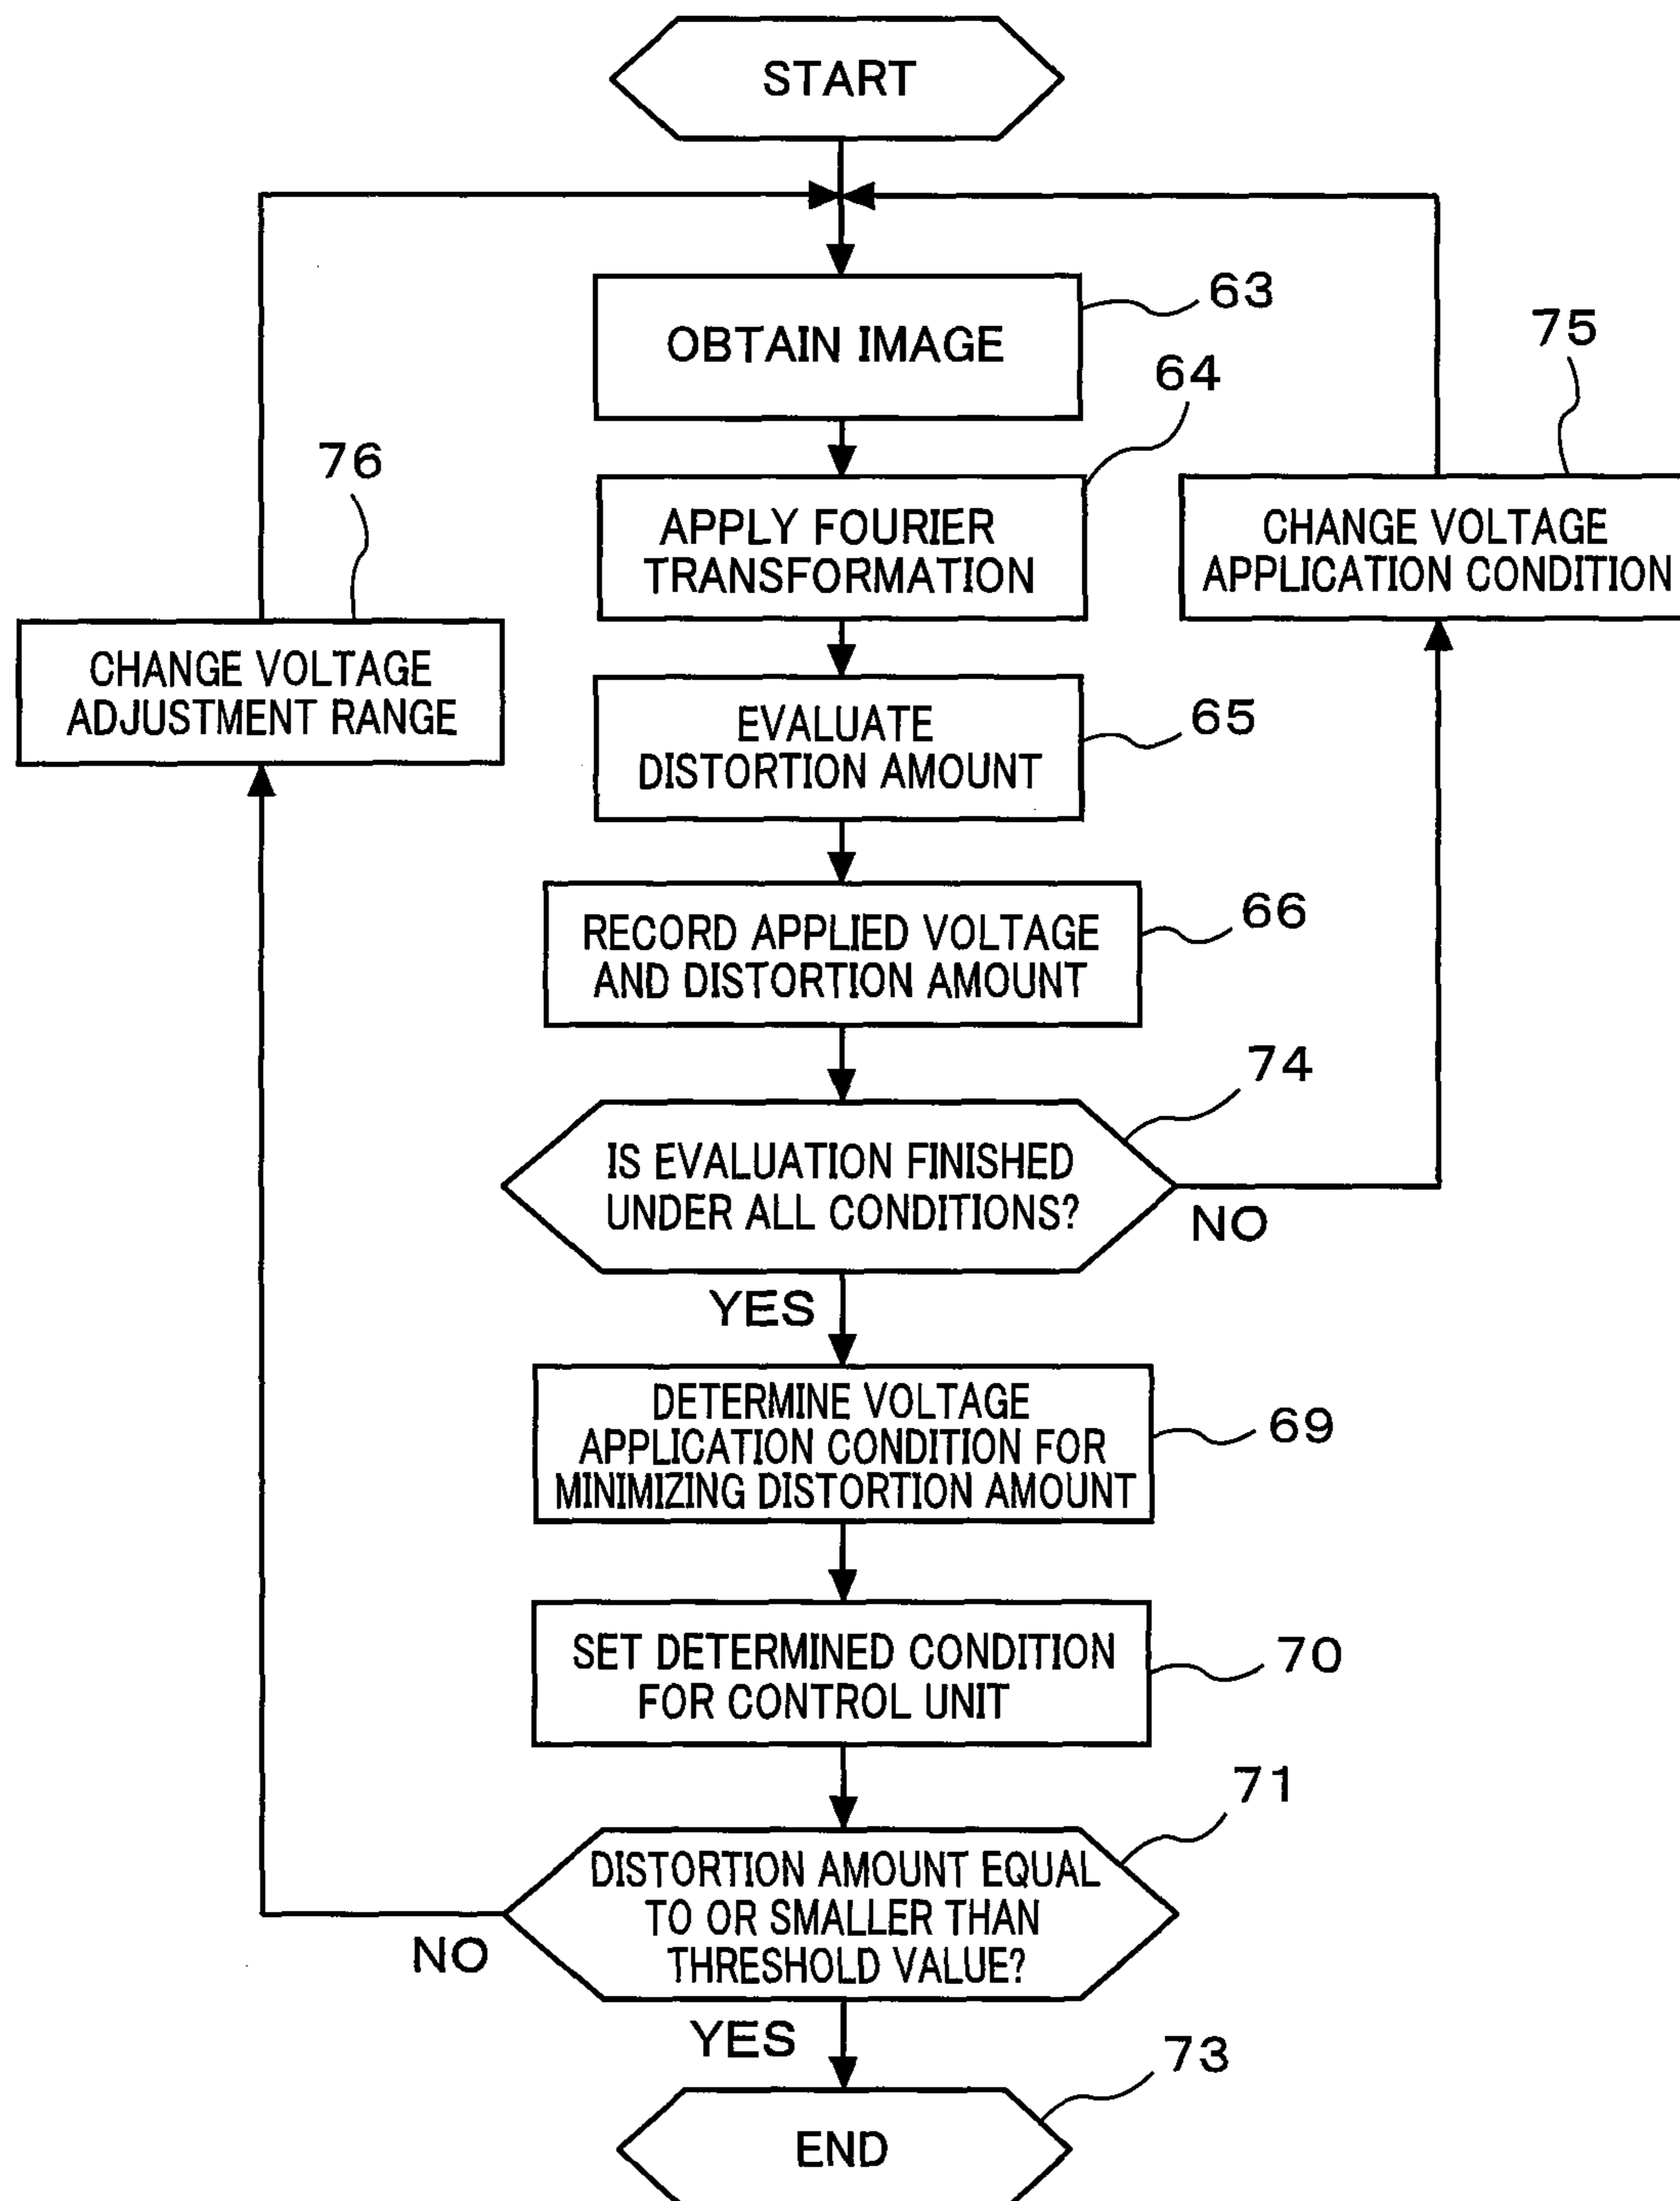 START
OBTAIN IMAGE
63
APPLY FOURIER
TRANSFORMATION
64
75
CHANGE VOLTAGE
APPLICATION CONDITION
76
CHANGE VOLTAGE
ADJUSTMENT RANGE
EVALUATE
DISTORTION AMOUNT
65
RECORD APPLIED VOLTAGE
AND DISTORTION AMOUNT
66
74
IS EVALUATION FINISHED
UNDER ALL CONDITIONS?
NO
YES
DETERMINE VOLTAGE
APPLICATION CONDITION FOR
MINIMIZING DISTORTION AMOUNT
69
SET DETERMINED CONDITION
FOR CONTROL UNIT
70
71
DISTORTION AMOUNT EQUAL
TO OR SMALLER THAN
THRESHOLD VALUE?
NO
YES
73
END